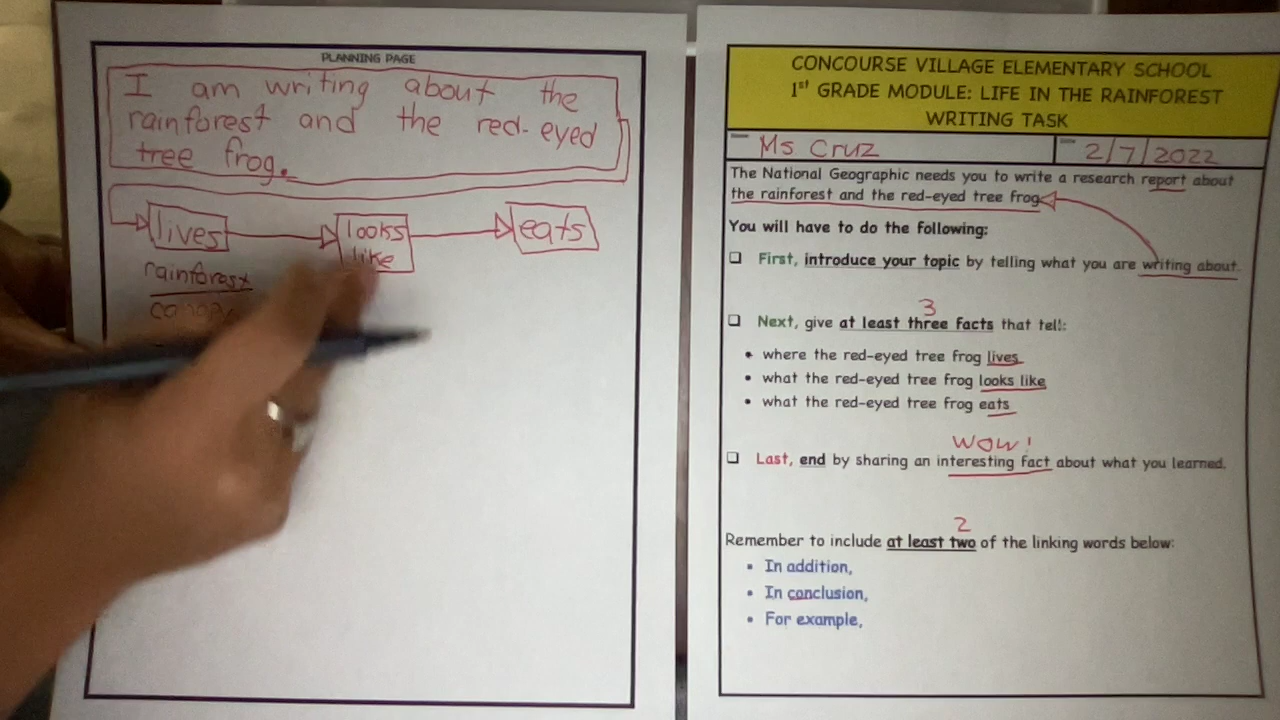 PLANNING PAGE
I am writing about the
rainforest and the red-eyed
tree frog.
lives
looks
like
eats
rainforest
canopy
CONCOURSE VILLAGE ELEMENTARY SCHOOL
1st GRADE MODULE: LIFE IN THE RAINFOREST
WRITING TASK
Ms Cruz
2/7/2022
The National Geographic needs you to write a research report about
the rainforest and the red-eyed tree frog
You will have to do the following:
First, introduce your topic by telling what you are writing about.
3
Next, give at least three facts that tell:
• where the red-eyed tree frog lives
• what the red-eyed tree frog looks like
• what the red-eyed tree frog eats
WOW!
Last, end by sharing an interesting fact about what you learned.
2
Remember to include at least two of the linking words below:
• In addition,
• In conclusion,
• For example,